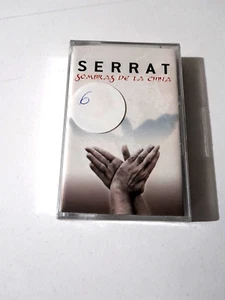 SERRAT
SOMBRAS DE LA CHINA
6